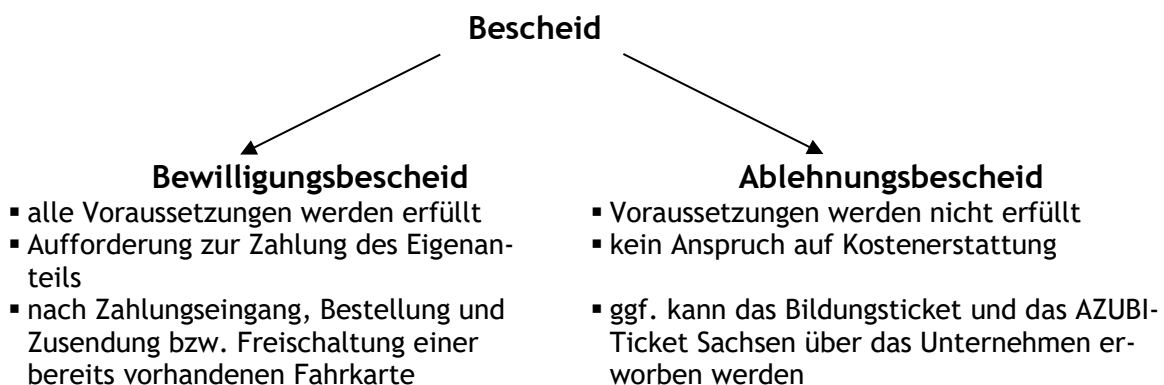 Bescheid
Bewilligungsbescheid
▪ alle Voraussetzungen werden erfüllt
▪ Aufforderung zur Zahlung des Eigenan-
teils
▪ nach Zahlungseingang, Bestellung und
Zusendung bzw. Freischaltung einer
bereits vorhandenen Fahrkarte
Ablehnungsbescheid
▪ Voraussetzungen werden nicht erfüllt
▪ kein Anspruch auf Kostenerstattung
▪ ggf. kann das Bildungsticket und das AZUBI-
Ticket Sachsen über das Unternehmen er-
worben werden